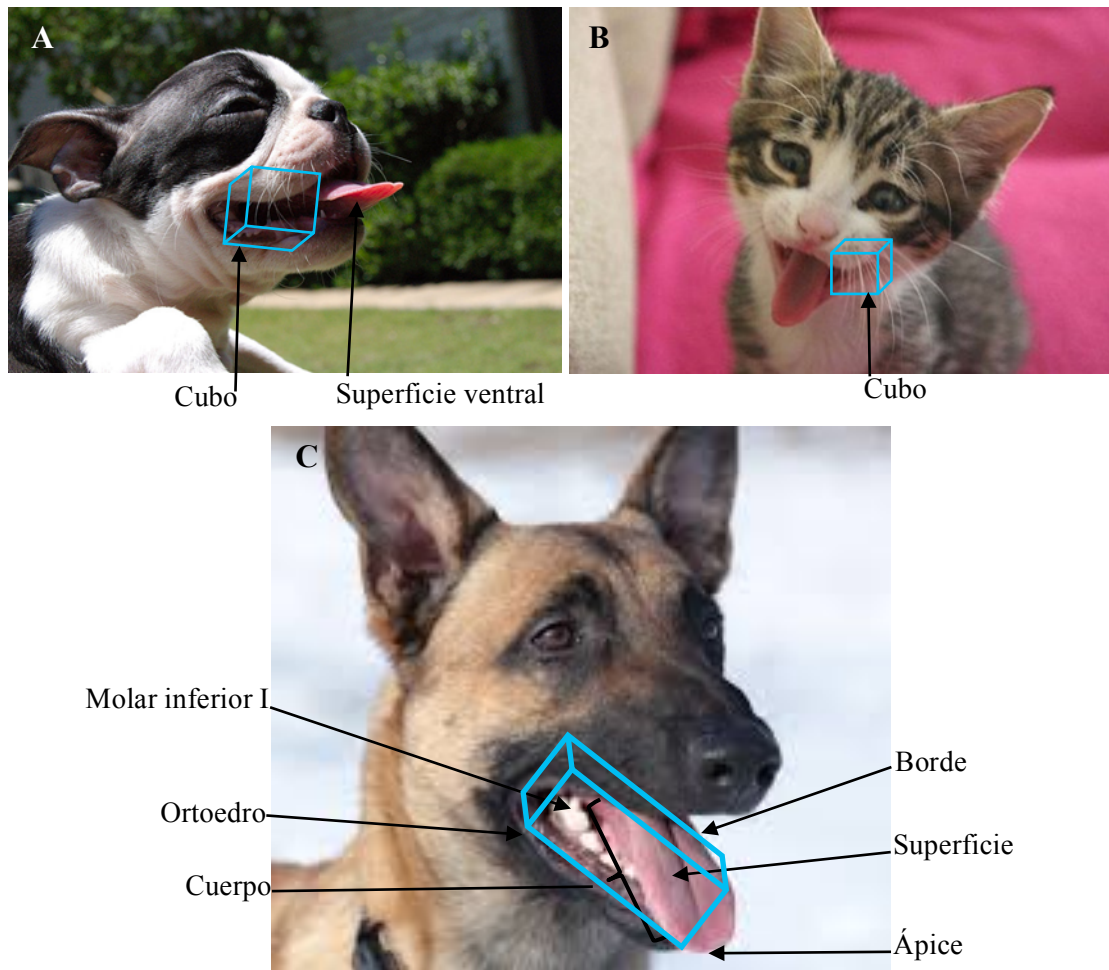 A
B
Cubo
Superficie ventral
Cubo
C
Molar inferior I
Borde
Ortoedro
Superficie
Cuerpo
Ápice